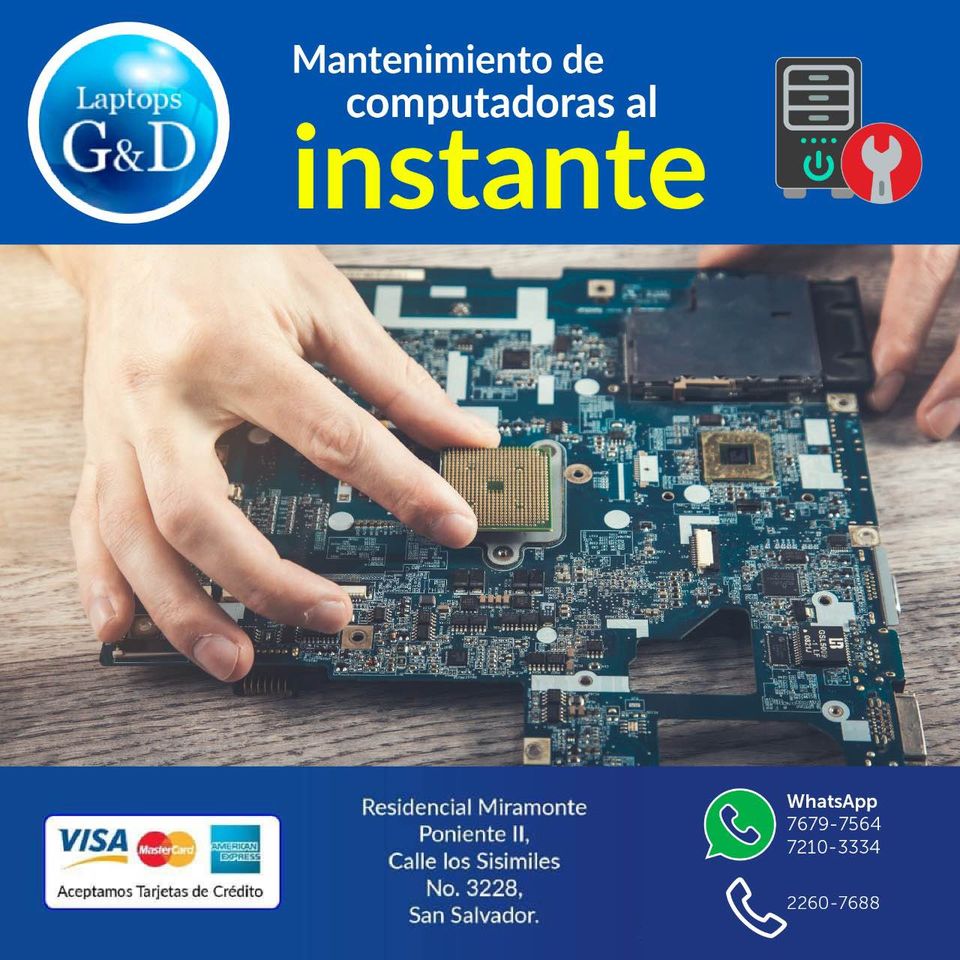 Laptops
G&D
Mantenimiento de
computadoras al
instante
VISA
MasterCard
AMERICAN
EXPRESS
Aceptamos Tarjetas de Crédito
Residencial Miramonte
Poniente II,
Calle los Sisimiles
No. 3228,
San Salvador.
WhatsApp
7679-7564
7210-3334
2260-7688